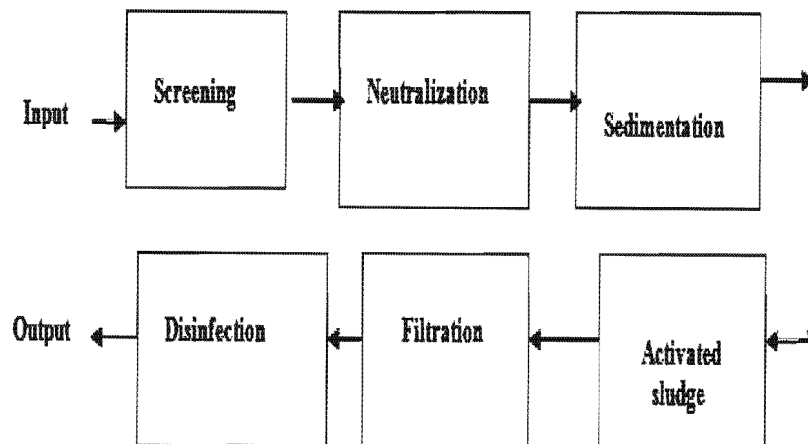 Input
Screening
Neutralization
Sedimentation
Output
Disinfection
Filtration
Activated
sludge